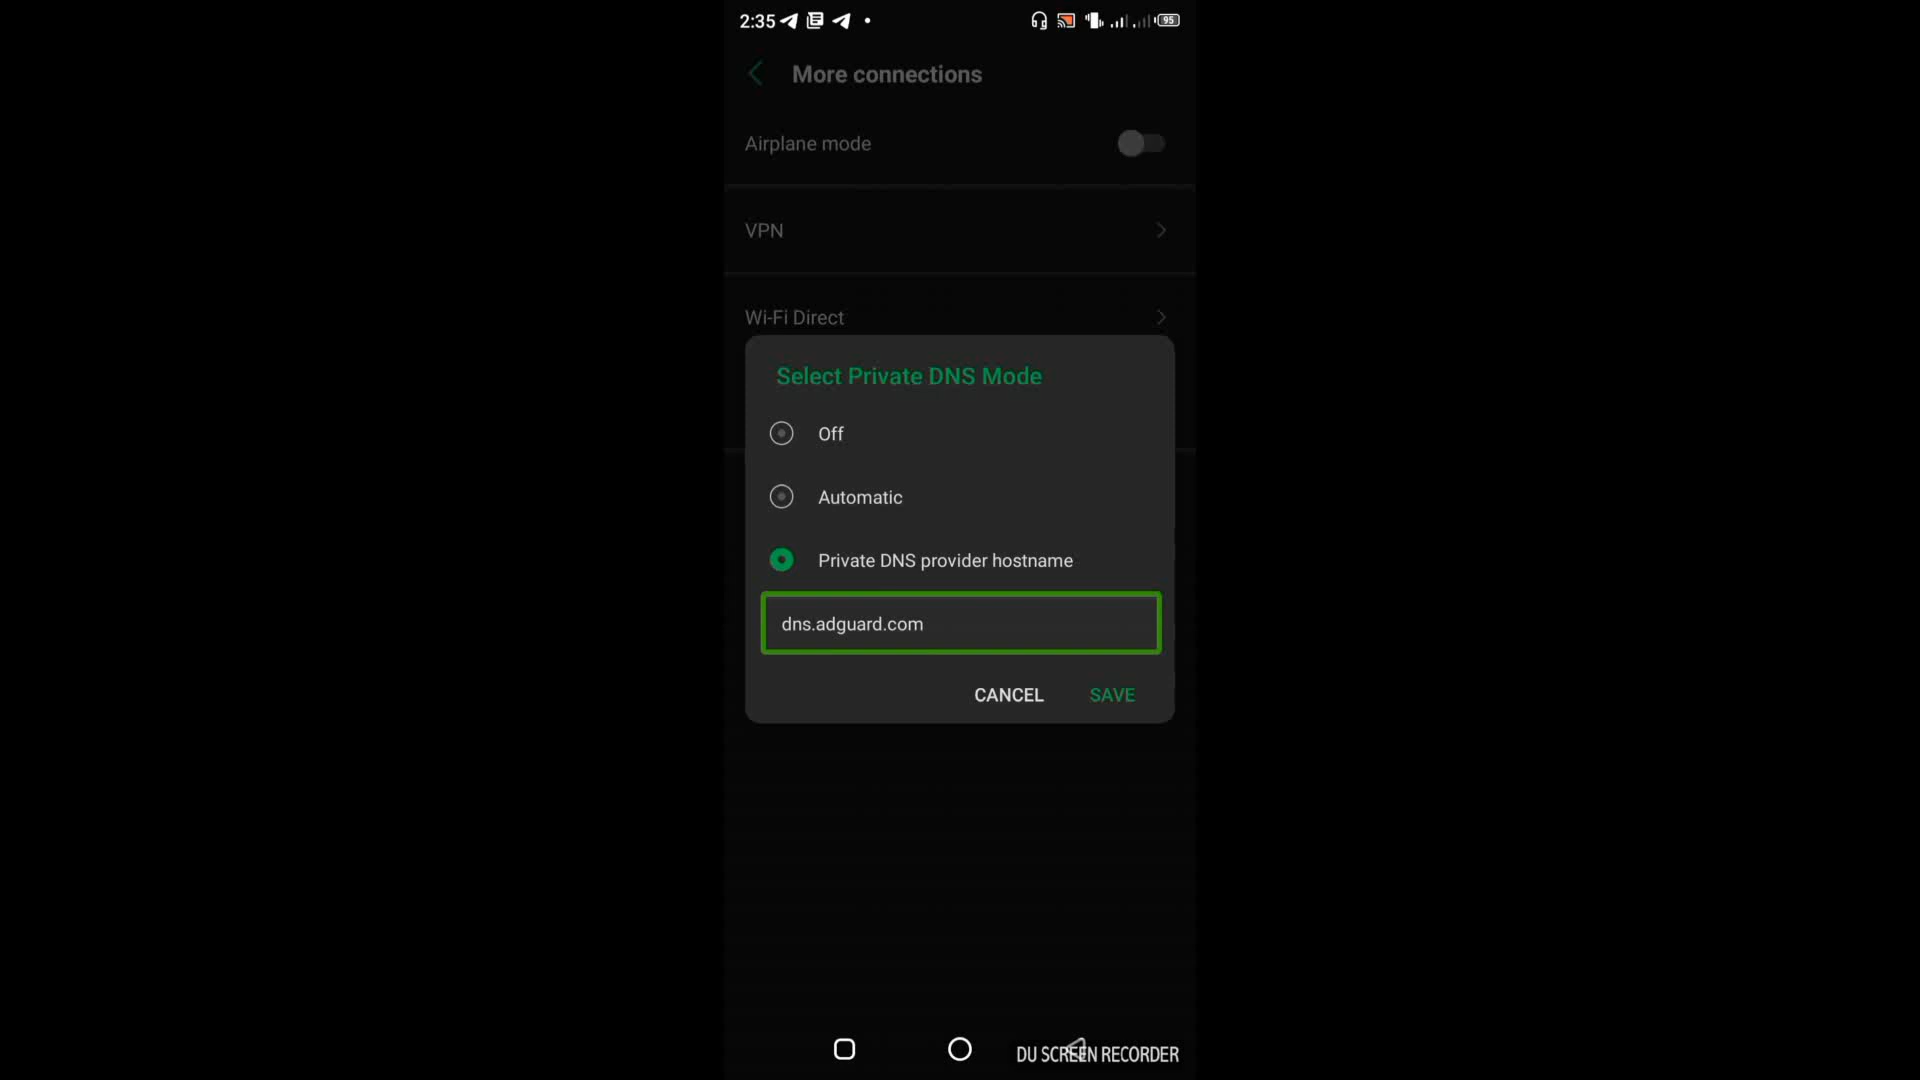 2:35
95
More connections
Airplane mode
VPN
Wi-Fi Direct
Select Private DNS Mode
Off
Automatic
Private DNS provider hostname
dns.adguard.com
CANCEL SAVE
DU SCREEN RECORDER